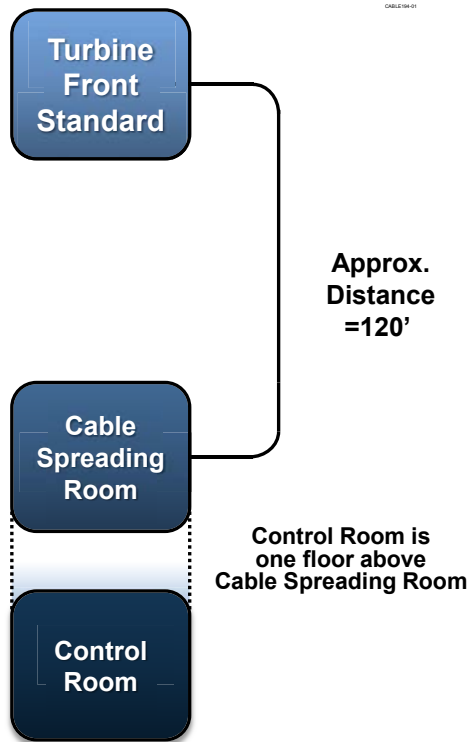 CABLE194-01
Turbine
Front
Standard
Approx.
Distance
=120’
Cable
Spreading
Room
Control Room is
one floor above
Cable Spreading Room
Control
Room